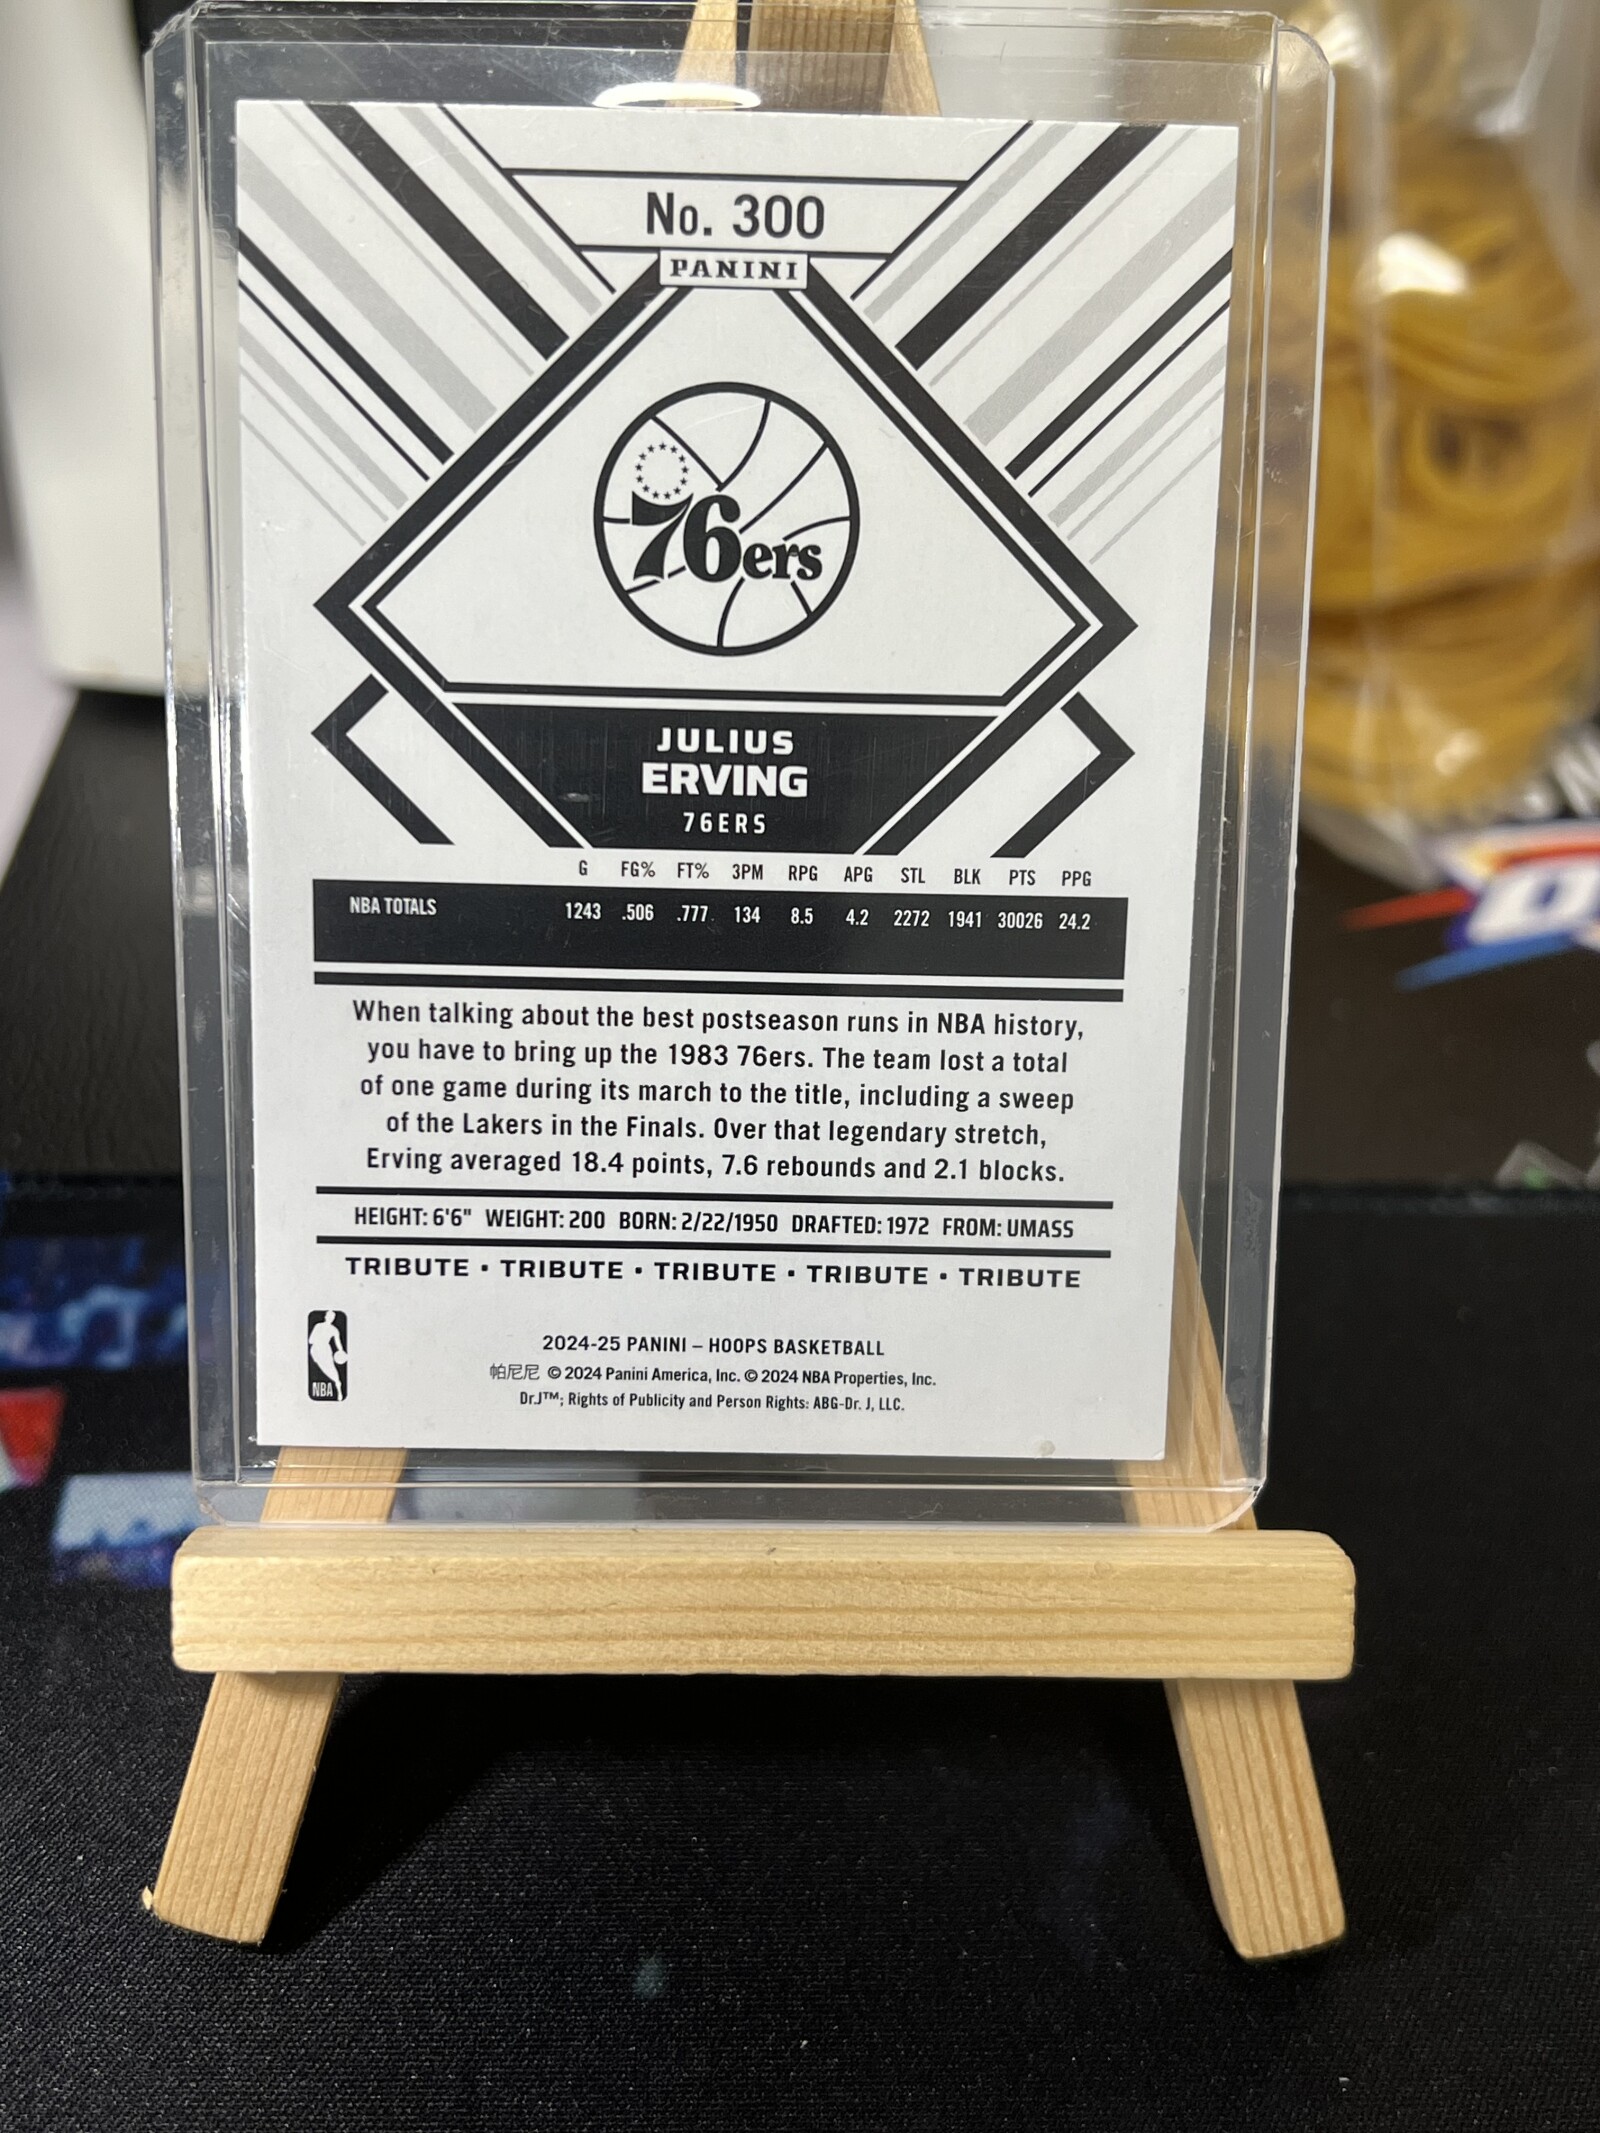 No. 300
PANINI
76ers
JULIUS
ERVING
76ERS
G FG% FT% 3PM RPG APG STL BLK PTS PPG
NBA TOTALS 1243 .506 .777 134 8.5 4.2 2272 1941 30026 24.2
When talking about the best postseason runs in NBA history,
you have to bring up the 1983 76ers. The team lost a total
of one game during its march to the title, including a sweep
of the Lakers in the Finals. Over that legendary stretch,
Erving averaged 18.4 points, 7.6 rebounds and 2.1 blocks.
HEIGHT: 6'6" WEIGHT: 200 BORN: 2/22/1950 DRAFTED: 1972 FROM: UMASS
TRIBUTE • TRIBUTE • TRIBUTE • TRIBUTE • TRIBUTE
NBA
2024-25 PANINI – HOOPS BASKETBALL
帕尼尼 © 2024 Panini America, Inc. © 2024 NBA Properties, Inc.
Dr.J™; Rights of Publicity and Person Rights: ABG-Dr. J, LLC.